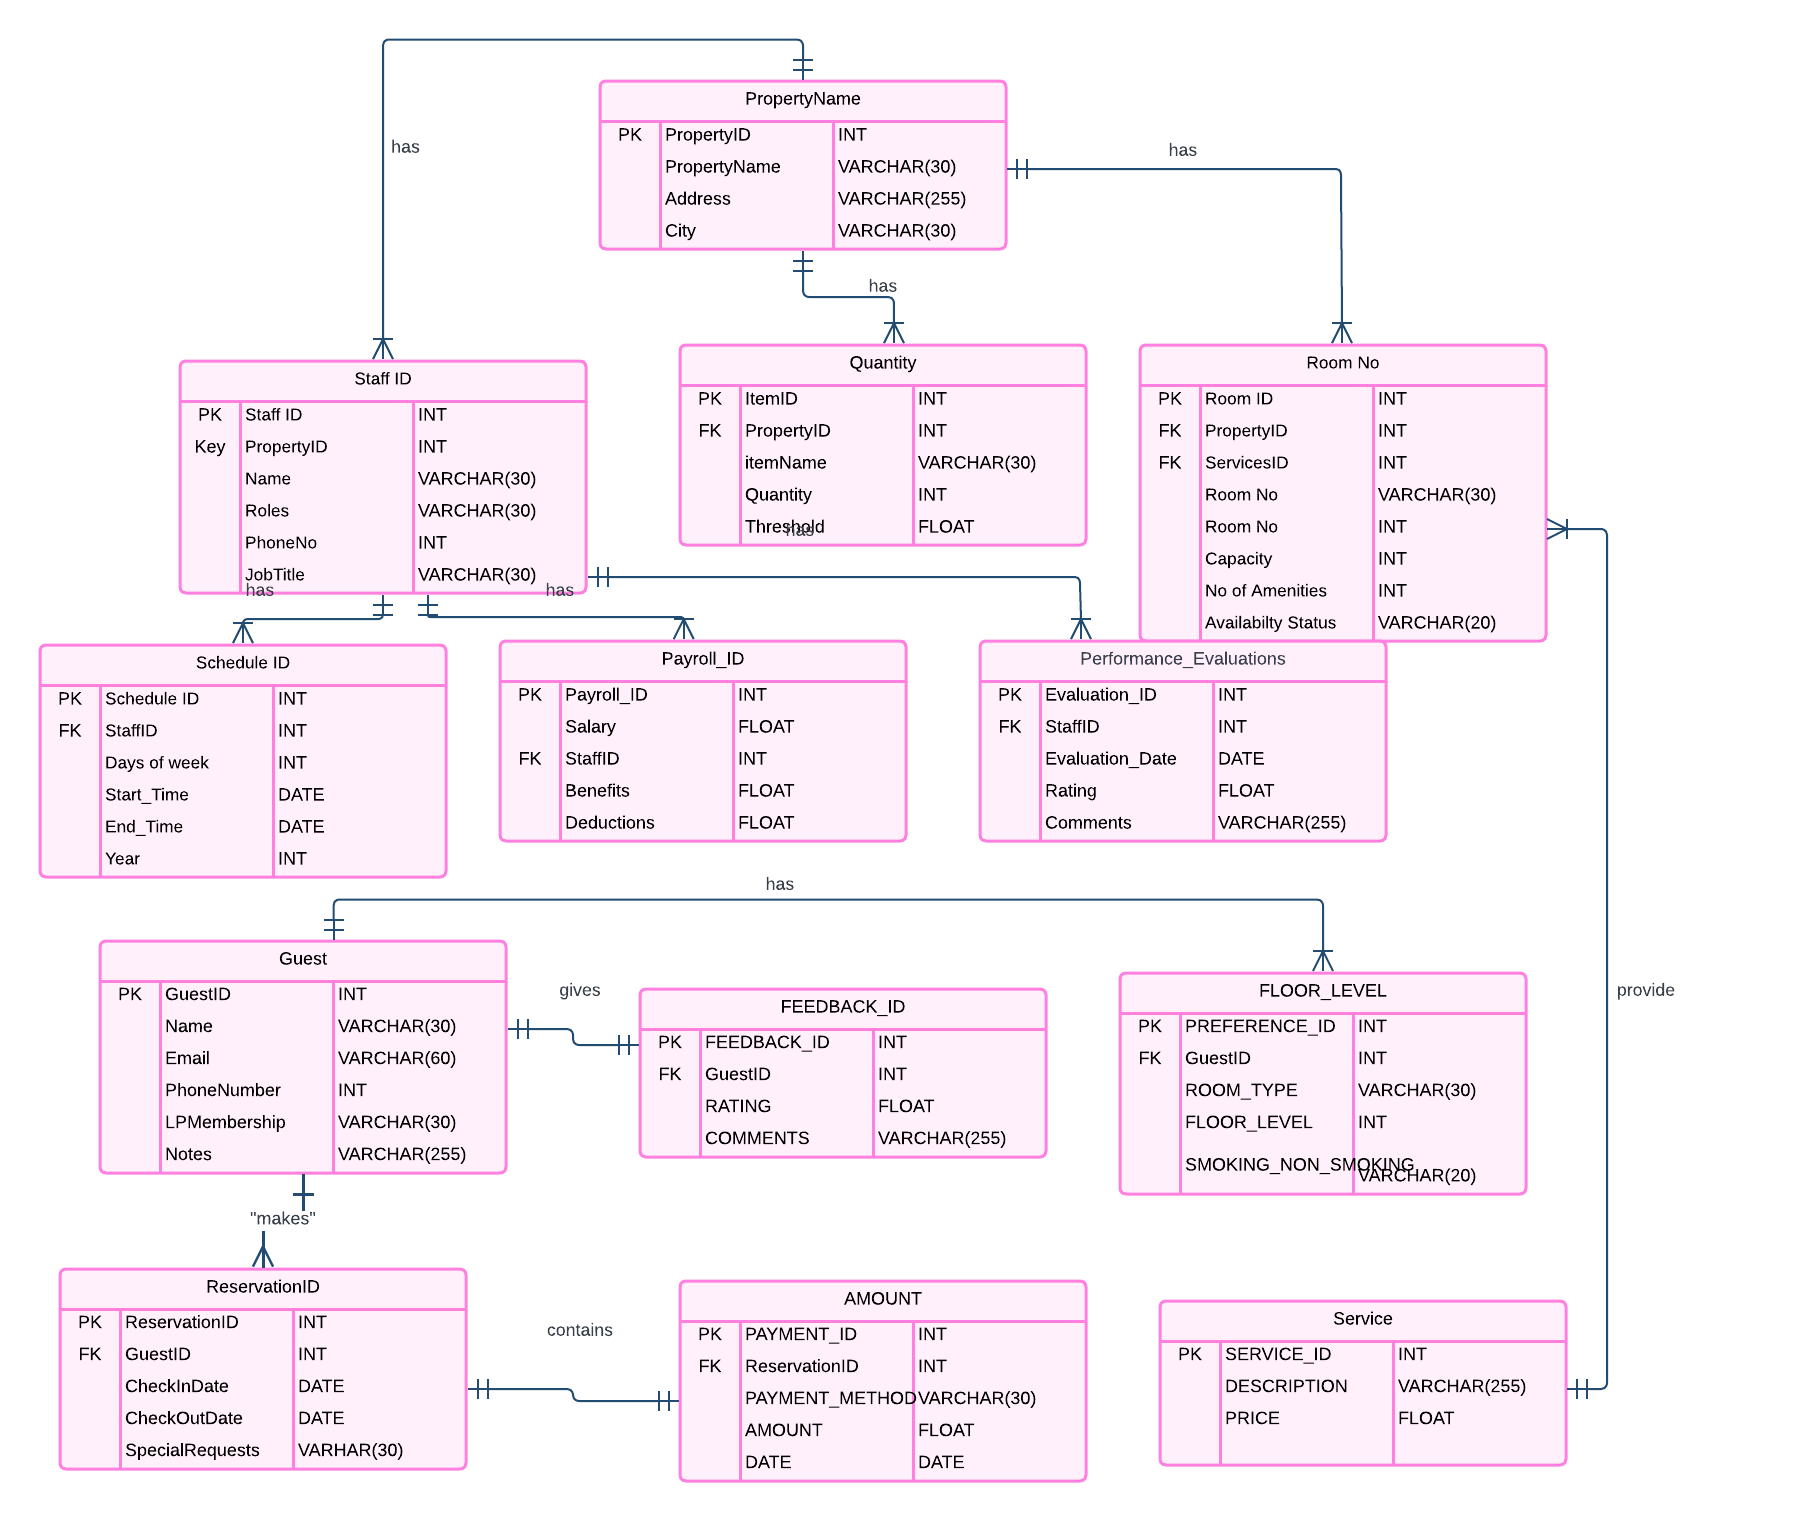 PropertyName
PK PropertyID INT
PropertyName VARCHAR(30)
Address VARCHAR(255)
City VARCHAR(30)
has
has
has
Staff ID
PK Staff ID INT
Key PropertyID INT
Name VARCHAR(30)
Roles VARCHAR(30)
PhoneNo INT
JobTitle VARCHAR(30)
Quantity
PK ItemID INT
FK PropertyID INT
itemName VARCHAR(30)
Quantity INT
Threshold FLOAT
has
Room No
PK Room ID INT
FK PropertyID INT
FK ServicesID INT
Room No VARCHAR(30)
Room No INT
Capacity INT
No of Amenities INT
Availabilty Status VARCHAR(20)
has
has
Schedule ID
PK Schedule ID INT
FK StaffID INT
Days of week INT
Start_Time DATE
End_Time DATE
Year INT
Payroll_ID
PK Payroll_ID INT
Salary FLOAT
FK StaffID INT
Benefits FLOAT
Deductions FLOAT
Performance_Evaluations
PK Evaluation_ID INT
FK StaffID INT
Evaluation_Date DATE
Rating FLOAT
Comments VARCHAR(255)
has
Guest
PK GuestID INT
Name VARCHAR(30)
Email VARCHAR(60)
PhoneNumber INT
LPMembership VARCHAR(30)
Notes VARCHAR(255)
gives
FEEDBACK_ID
PK FEEDBACK_ID INT
FK GuestID INT
RATING FLOAT
COMMENTS VARCHAR(255)
FLOOR_LEVEL
PK PREFERENCE_ID INT
FK GuestID INT
ROOM_TYPE VARCHAR(30)
FLOOR_LEVEL INT
SMOKING_NON_SMOKING VARCHAR(20)
provide
"makes"
ReservationID
PK ReservationID INT
FK GuestID INT
CheckInDate DATE
CheckOutDate DATE
SpecialRequests VARHAR(30)
contains
AMOUNT
PK PAYMENT_ID INT
FK ReservationID INT
PAYMENT_METHOD VARCHAR(30)
AMOUNT FLOAT
DATE DATE
Service
PK SERVICE_ID INT
DESCRIPTION VARCHAR(255)
PRICE FLOAT